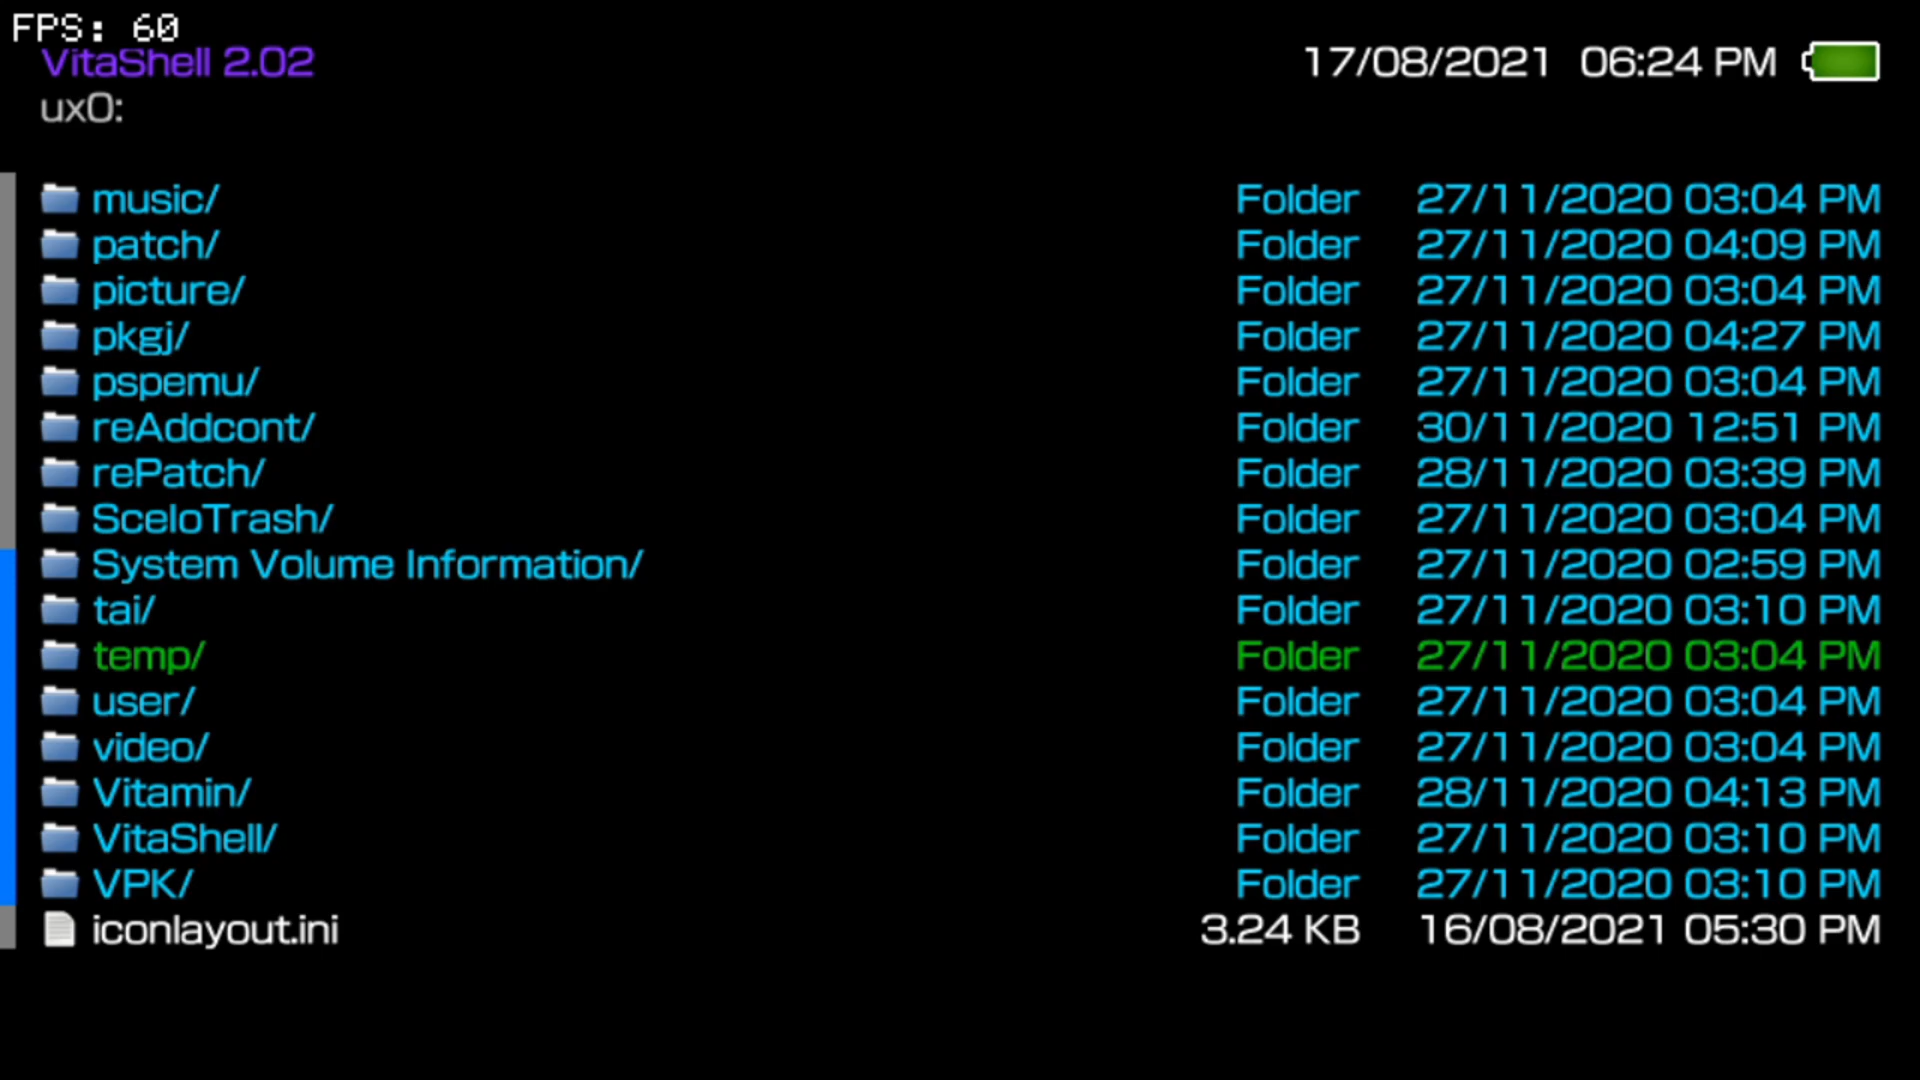 FPS: 60
VitaShell 2.02 17/08/2021 06:24 PM
ux0:
music/ Folder 27/11/2020 03:04 PM
patch/ Folder 27/11/2020 04:09 PM
picture/ Folder 27/11/2020 03:04 PM
pkgj/ Folder 27/11/2020 04:27 PM
pspemu/ Folder 27/11/2020 03:04 PM
reAddcont/ Folder 30/11/2020 12:51 PM
rePatch/ Folder 28/11/2020 03:39 PM
SceIoTrash/ Folder 27/11/2020 03:04 PM
System Volume Information/ Folder 27/11/2020 02:59 PM
tai/ Folder 27/11/2020 03:10 PM
temp/ Folder 27/11/2020 03:04 PM
user/ Folder 27/11/2020 03:04 PM
video/ Folder 27/11/2020 03:04 PM
Vitamin/ Folder 28/11/2020 04:13 PM
VitaShell/ Folder 27/11/2020 03:10 PM
VPK/ Folder 27/11/2020 03:10 PM
iconlayout.ini 3.24 KB 16/08/2021 05:30 PM